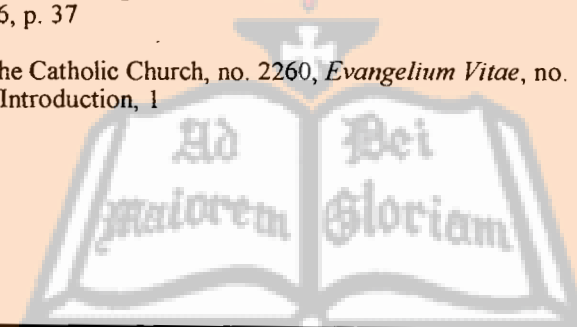 6, p. 37
he Catholic Church, no. 2260, Evangelium Vitae, no.
Introduction, 1
Ad Dei
Maiorem Gloriam